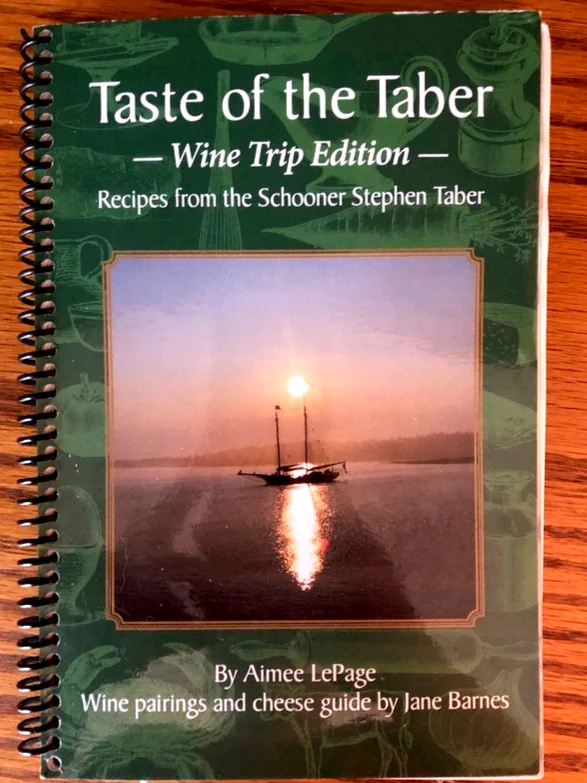 Taste of the Taber
— Wine Trip Edition —
Recipes from the Schooner Stephen Taber
By Aimee LePage
Wine pairings and cheese guide by Jane Barnes